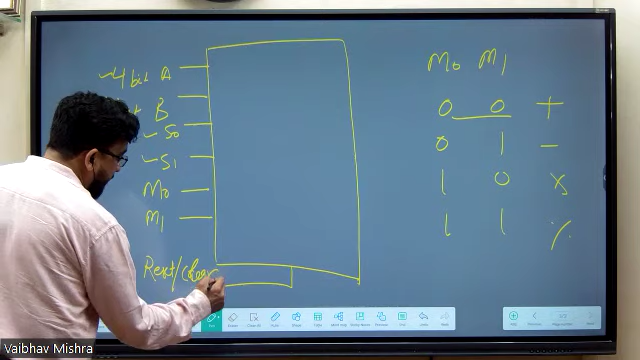 4 bit A
B
S0
S1
M0
M1
Reset/clear
M0 M1
0 0 +
0 1 -
1 0 x
1 1 %
Vaibhav Mishra